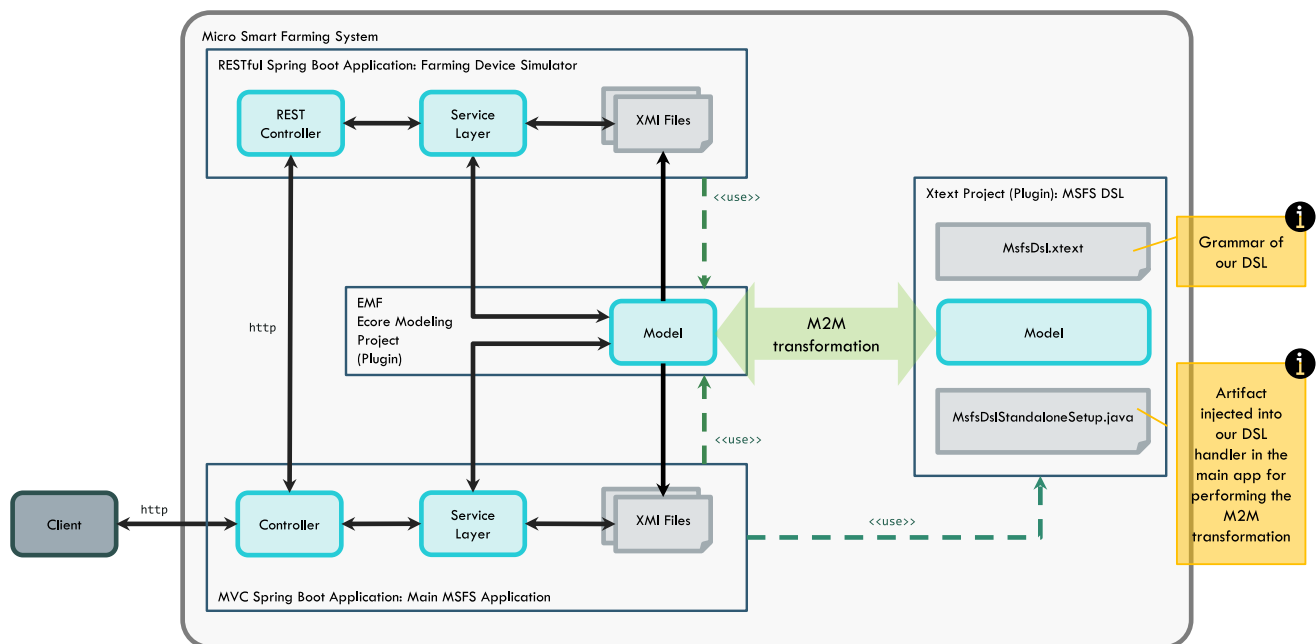 Micro Smart Farming System
RESTful Spring Boot Application: Farming Device Simulator
REST
Controller
Service
Layer
XMI Files
<<use>>
Xtext Project (Plugin): MSFS DSL
MsfsDsl.xtext
Grammar of
our DSL
EMF
Ecore Modeling
Project
(Plugin)
Model
M2M
transformation
Model
http
MsfsDslStandaloneSetup.java
Artifact
injected into
our DSL
handler in the
main app for
performing the
M2M
transformation
<<use>>
Client
http
Controller
Service
Layer
XMI Files
<<use>>
MVC Spring Boot Application: Main MSFS Application